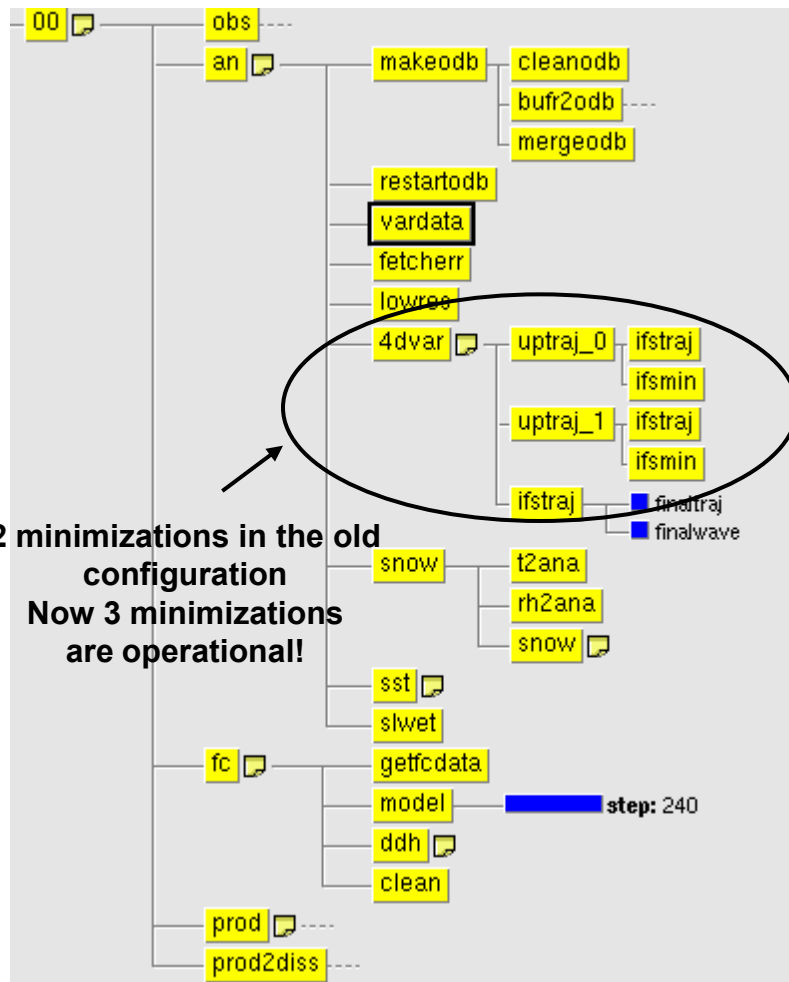 00
obs
an
makeodb
cleanodb
bufr2odb
mergeodb
restartodb
vardata
fetcherr
lowres
4dvar
uptraj_0
ifstraj
ifsmin
uptraj_1
ifstraj
ifsmin
ifstraj
finaltraj
finalwave
2 minimizations in the old
configuration
Now 3 minimizations
are operational!
snow
t2ana
rh2ana
snow
sst
slwet
fc
getfcdata
model
step: 240
ddh
clean
prod
prod2diss